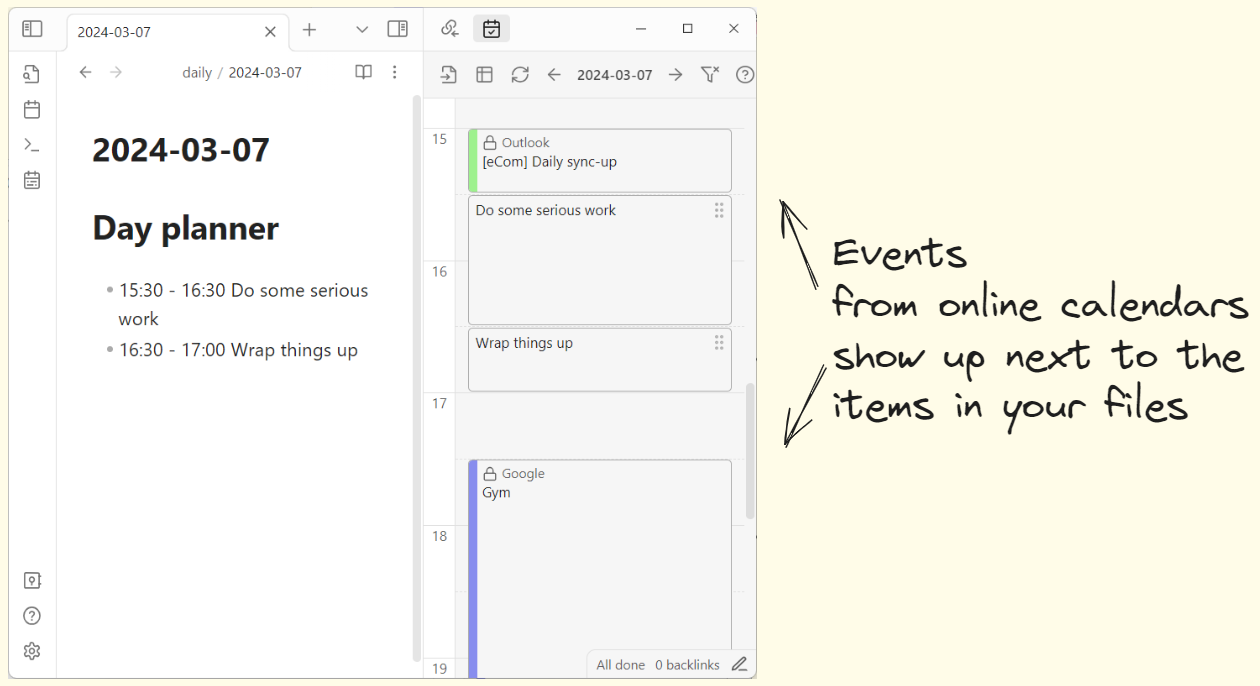 2024-03-07
daily / 2024-03-07
2024-03-07
Day planner
15:30 - 16:30 Do some serious
work
16:30 - 17:00 Wrap things up
2024-03-07
15
Outlook
[eCom] Daily sync-up
Do some serious work
16
Wrap things up
17
Google
Gym
18
19
All done 0 backlinks
Events
from online calendars
show up next to the
items in your files